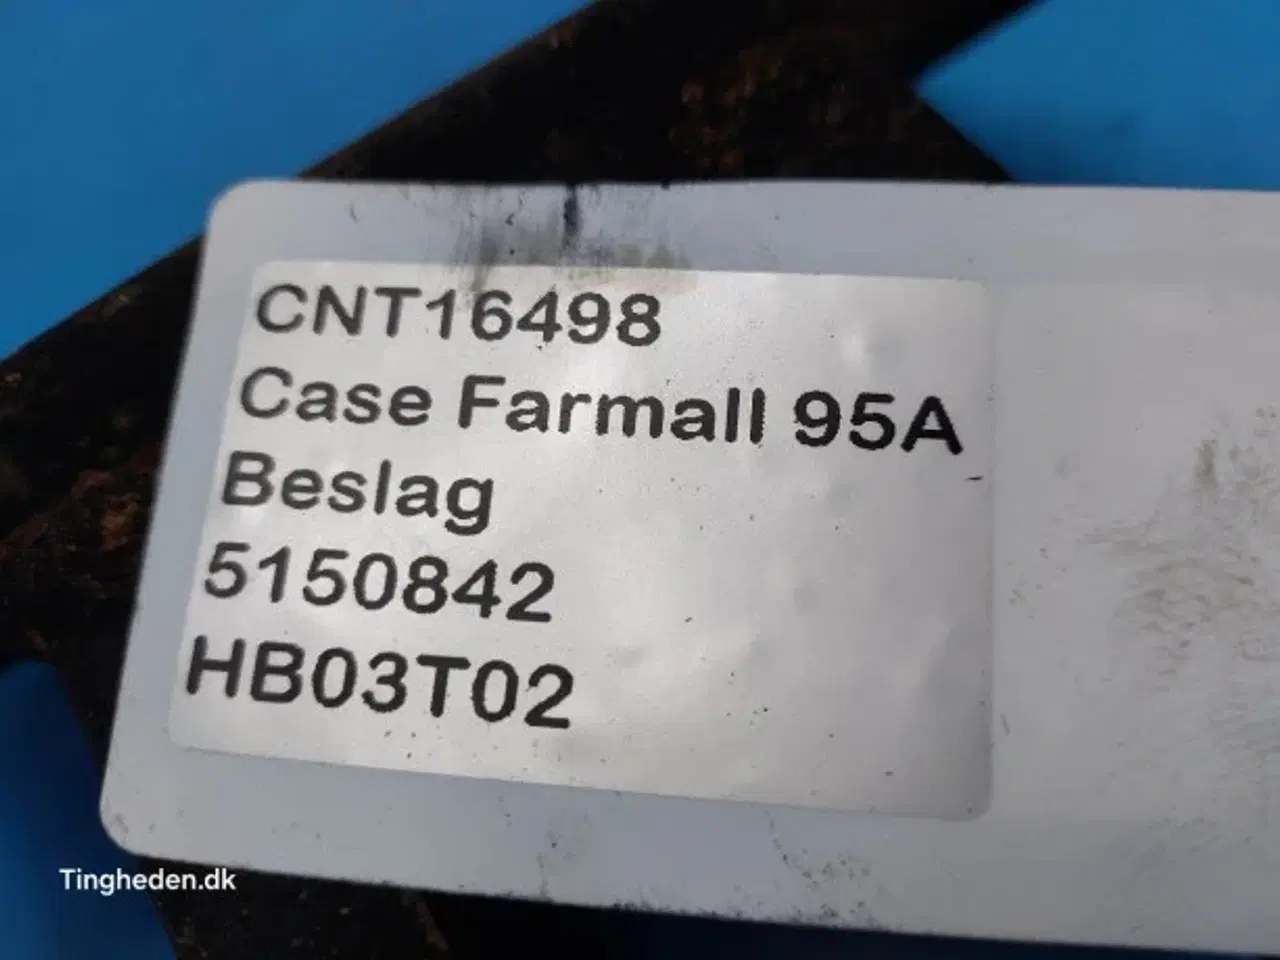 CNT16498
Case Farmall 95A
Beslag
5150842
HB03T02
Tingheden.dk